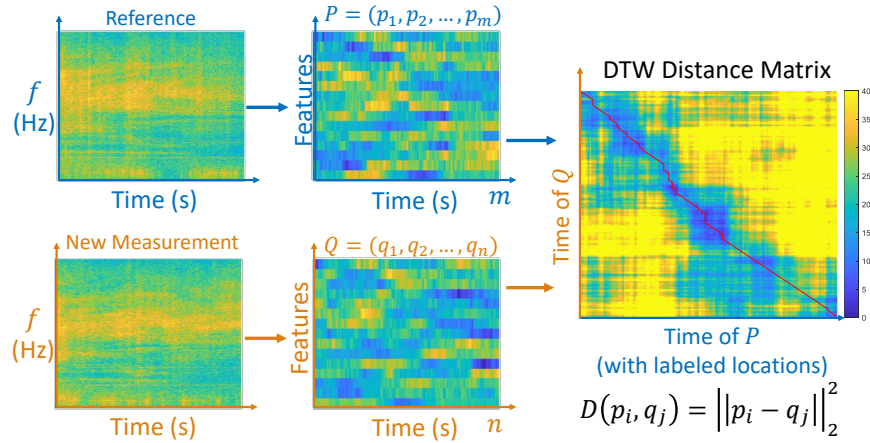 Reference
f
(Hz)
Time (s)
P = (p₁, p₂, ..., pₘ)
Features
Time (s)
m
New Measurement
f
(Hz)
Time (s)
Q = (q₁, q₂, ..., qₙ)
Features
Time (s)
n
DTW Distance Matrix
Time of Q
40
35
30
25
20
15
10
5
0
Time of P
(with labeled locations)
D(pᵢ, qⱼ) = ||pᵢ − qⱼ||₂²